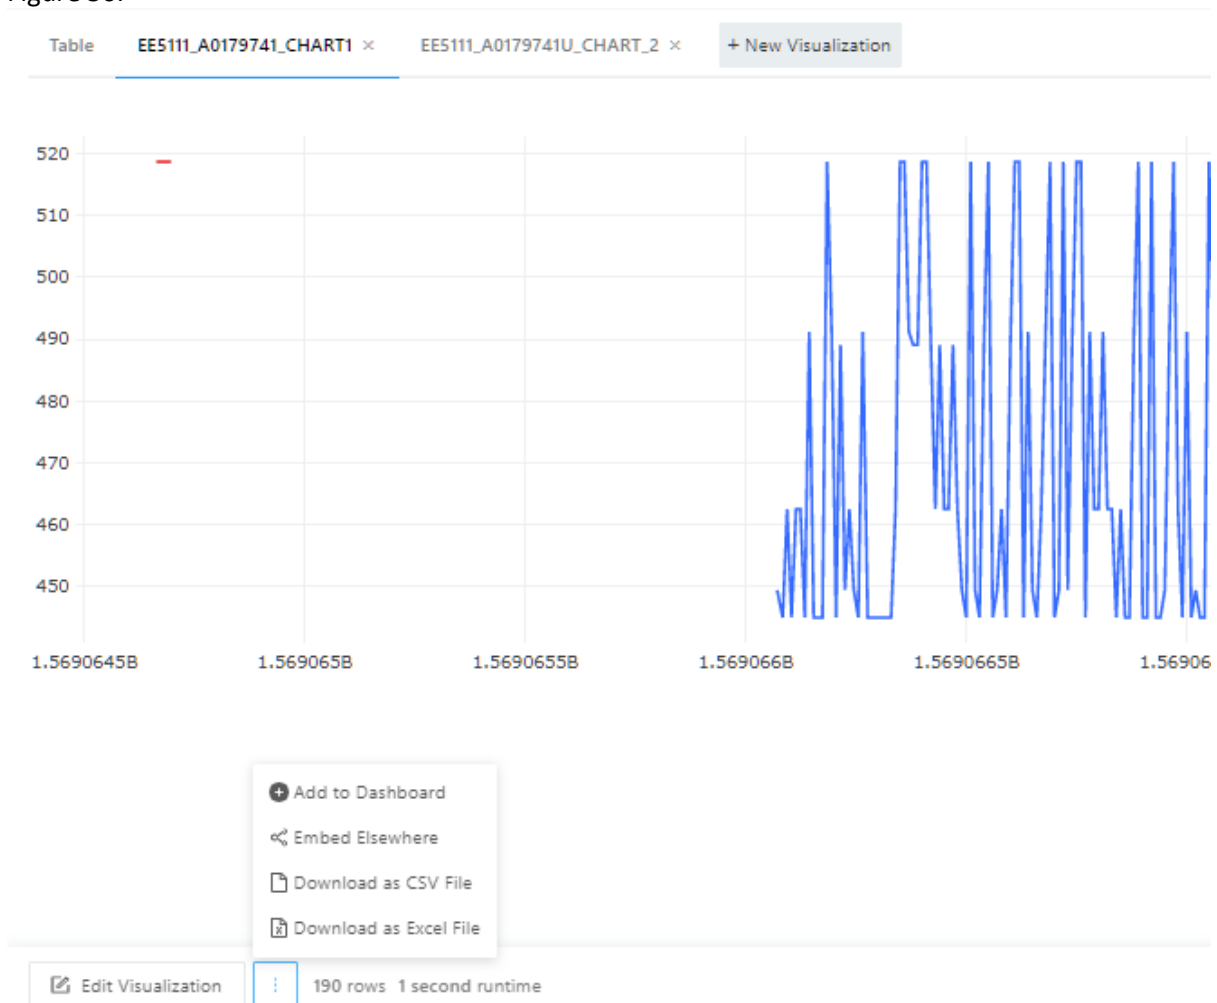 Table EE5111_A0179741_CHART1 × EE5111_A0179741U_CHART_2 × + New Visualization
520
510
500
490
480
470
460
450
1.5690645B 1.569065B 1.5690655B 1.569066B 1.5690665B 1.56906
Add to Dashboard
Embed Elsewhere
Download as CSV File
Download as Excel File
Edit Visualization 190 rows 1 second runtime